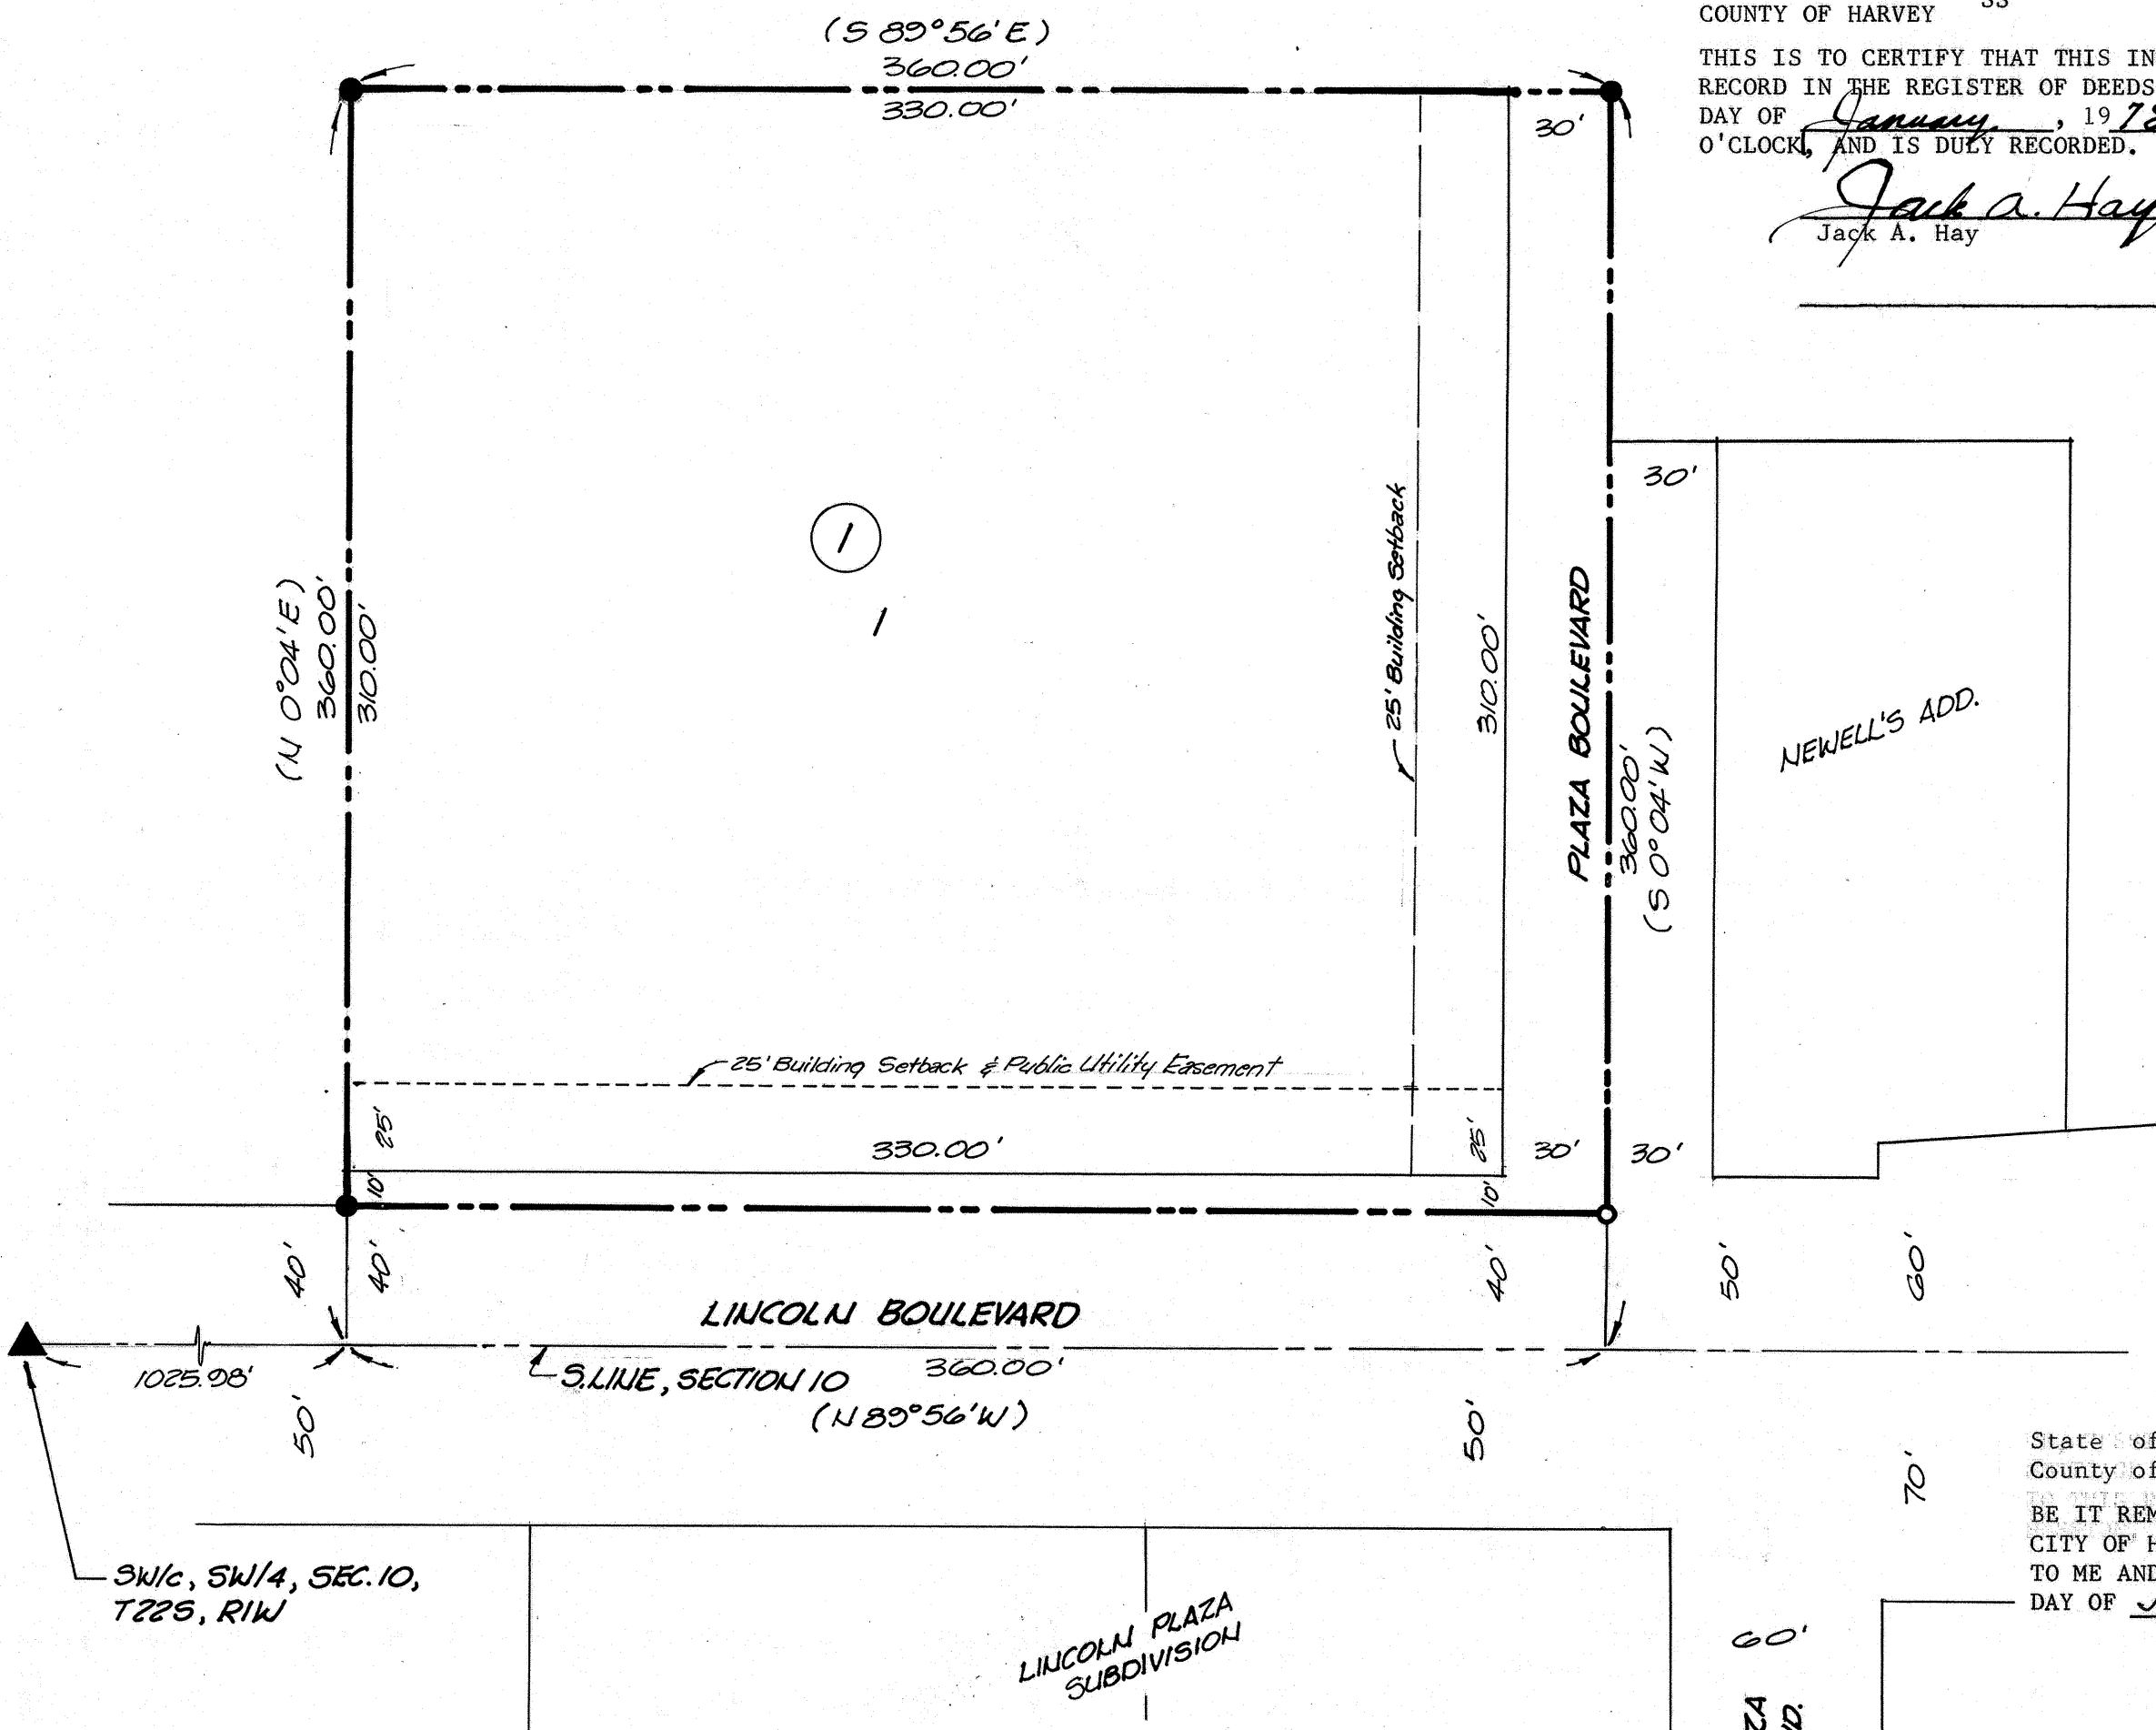 (S 89°56'E)
360.00'
330.00'
30'
COUNTY OF HARVEY SS
THIS IS TO CERTIFY THAT THIS IN
RECORD IN THE REGISTER OF DEEDS
DAY OF January, 1978
O'CLOCK, AND IS DULY RECORDED.
Jack A. Hay
Jack A. Hay
30'
1
1
(N 0°04'E)
360.00'
310.00'
25' Building Setback
310.00'
PLAZA BOULEVARD
360.00'
(S 0°04'W)
NEWELL'S ADD.
25' Building Setback & Public Utility Easement
25'
330.00'
25'
30'
30'
10'
10'
40'
40'
40'
50'
60'
LINCOLN BOULEVARD
1025.98'
S.LINE, SECTION 10
360.00'
(N 89°56'W)
50'
50'
70'
State of
County of
BE IT REM
CITY OF H
TO ME AND
DAY OF
SW/c, SW/4, SEC.10,
T22S, R1W
LINCOLN PLAZA
SUBDIVISION
60'
ZA
D.